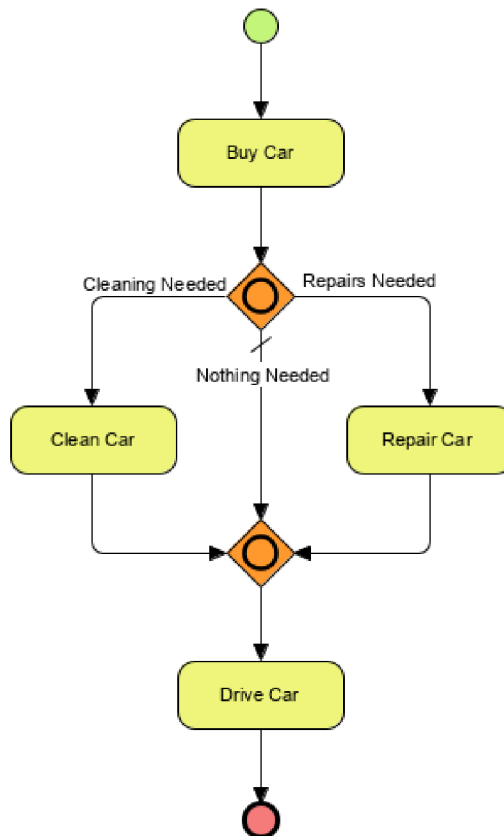 Buy Car
Cleaning Needed
Repairs Needed
Nothing Needed
Clean Car
Repair Car
Drive Car